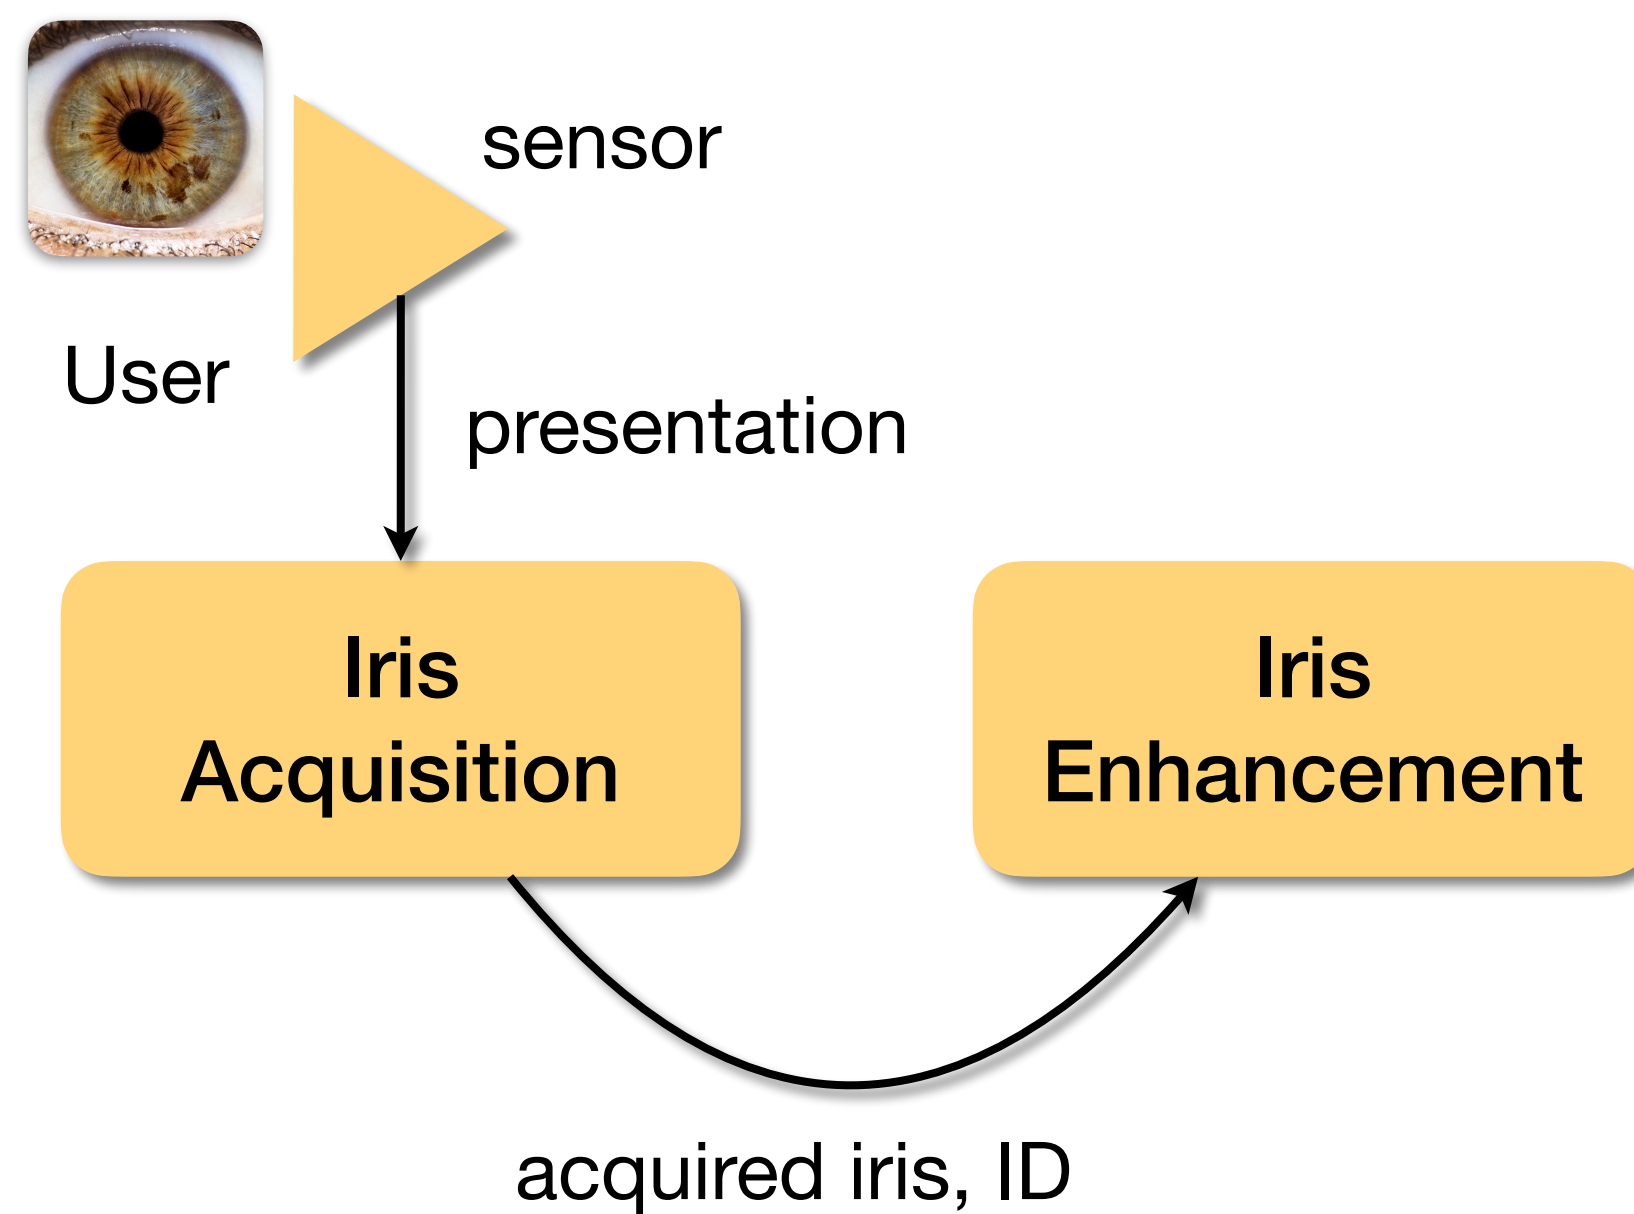 sensor
User
presentation
Iris
Acquisition
Iris
Enhancement
acquired iris, ID